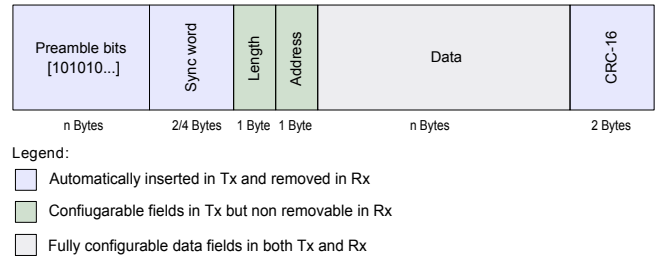 Preamble bits
[101010...]
Sync word
Length
Address
Data
CRC-16
n Bytes
2/4 Bytes
1 Byte
1 Byte
n Bytes
2 Bytes
Legend:
Automatically inserted in Tx and removed in Rx
Confiugarable fields in Tx but non removable in Rx
Fully configurable data fields in both Tx and Rx